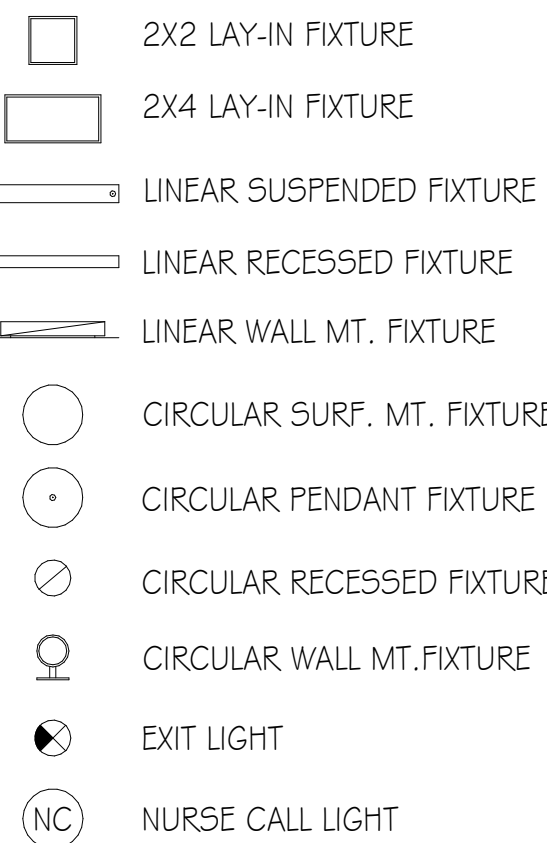 2X2 LAY-IN FIXTURE
2X4 LAY-IN FIXTURE
LINEAR SUSPENDED FIXTURE
LINEAR RECESSED FIXTURE
LINEAR WALL MT. FIXTURE
CIRCULAR SURF. MT. FIXTURE
CIRCULAR PENDANT FIXTURE
CIRCULAR RECESSED FIXTURE
CIRCULAR WALL MT.FIXTURE
EXIT LIGHT
NC NURSE CALL LIGHT